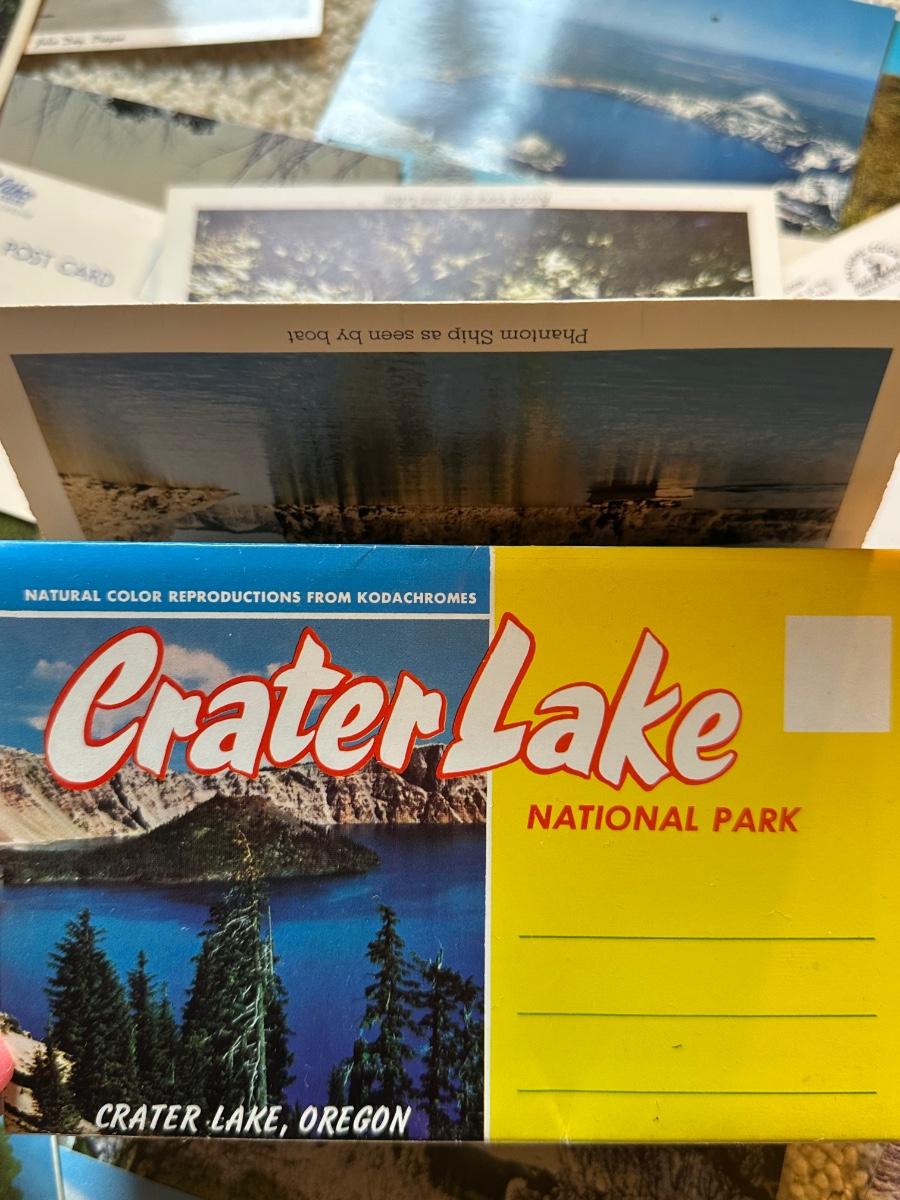 POST CARD
Phantom Ship as seen by boat
NATURAL COLOR REPRODUCTIONS FROM KODACHROMES
Crater Lake
NATIONAL PARK
CRATER LAKE, OREGON